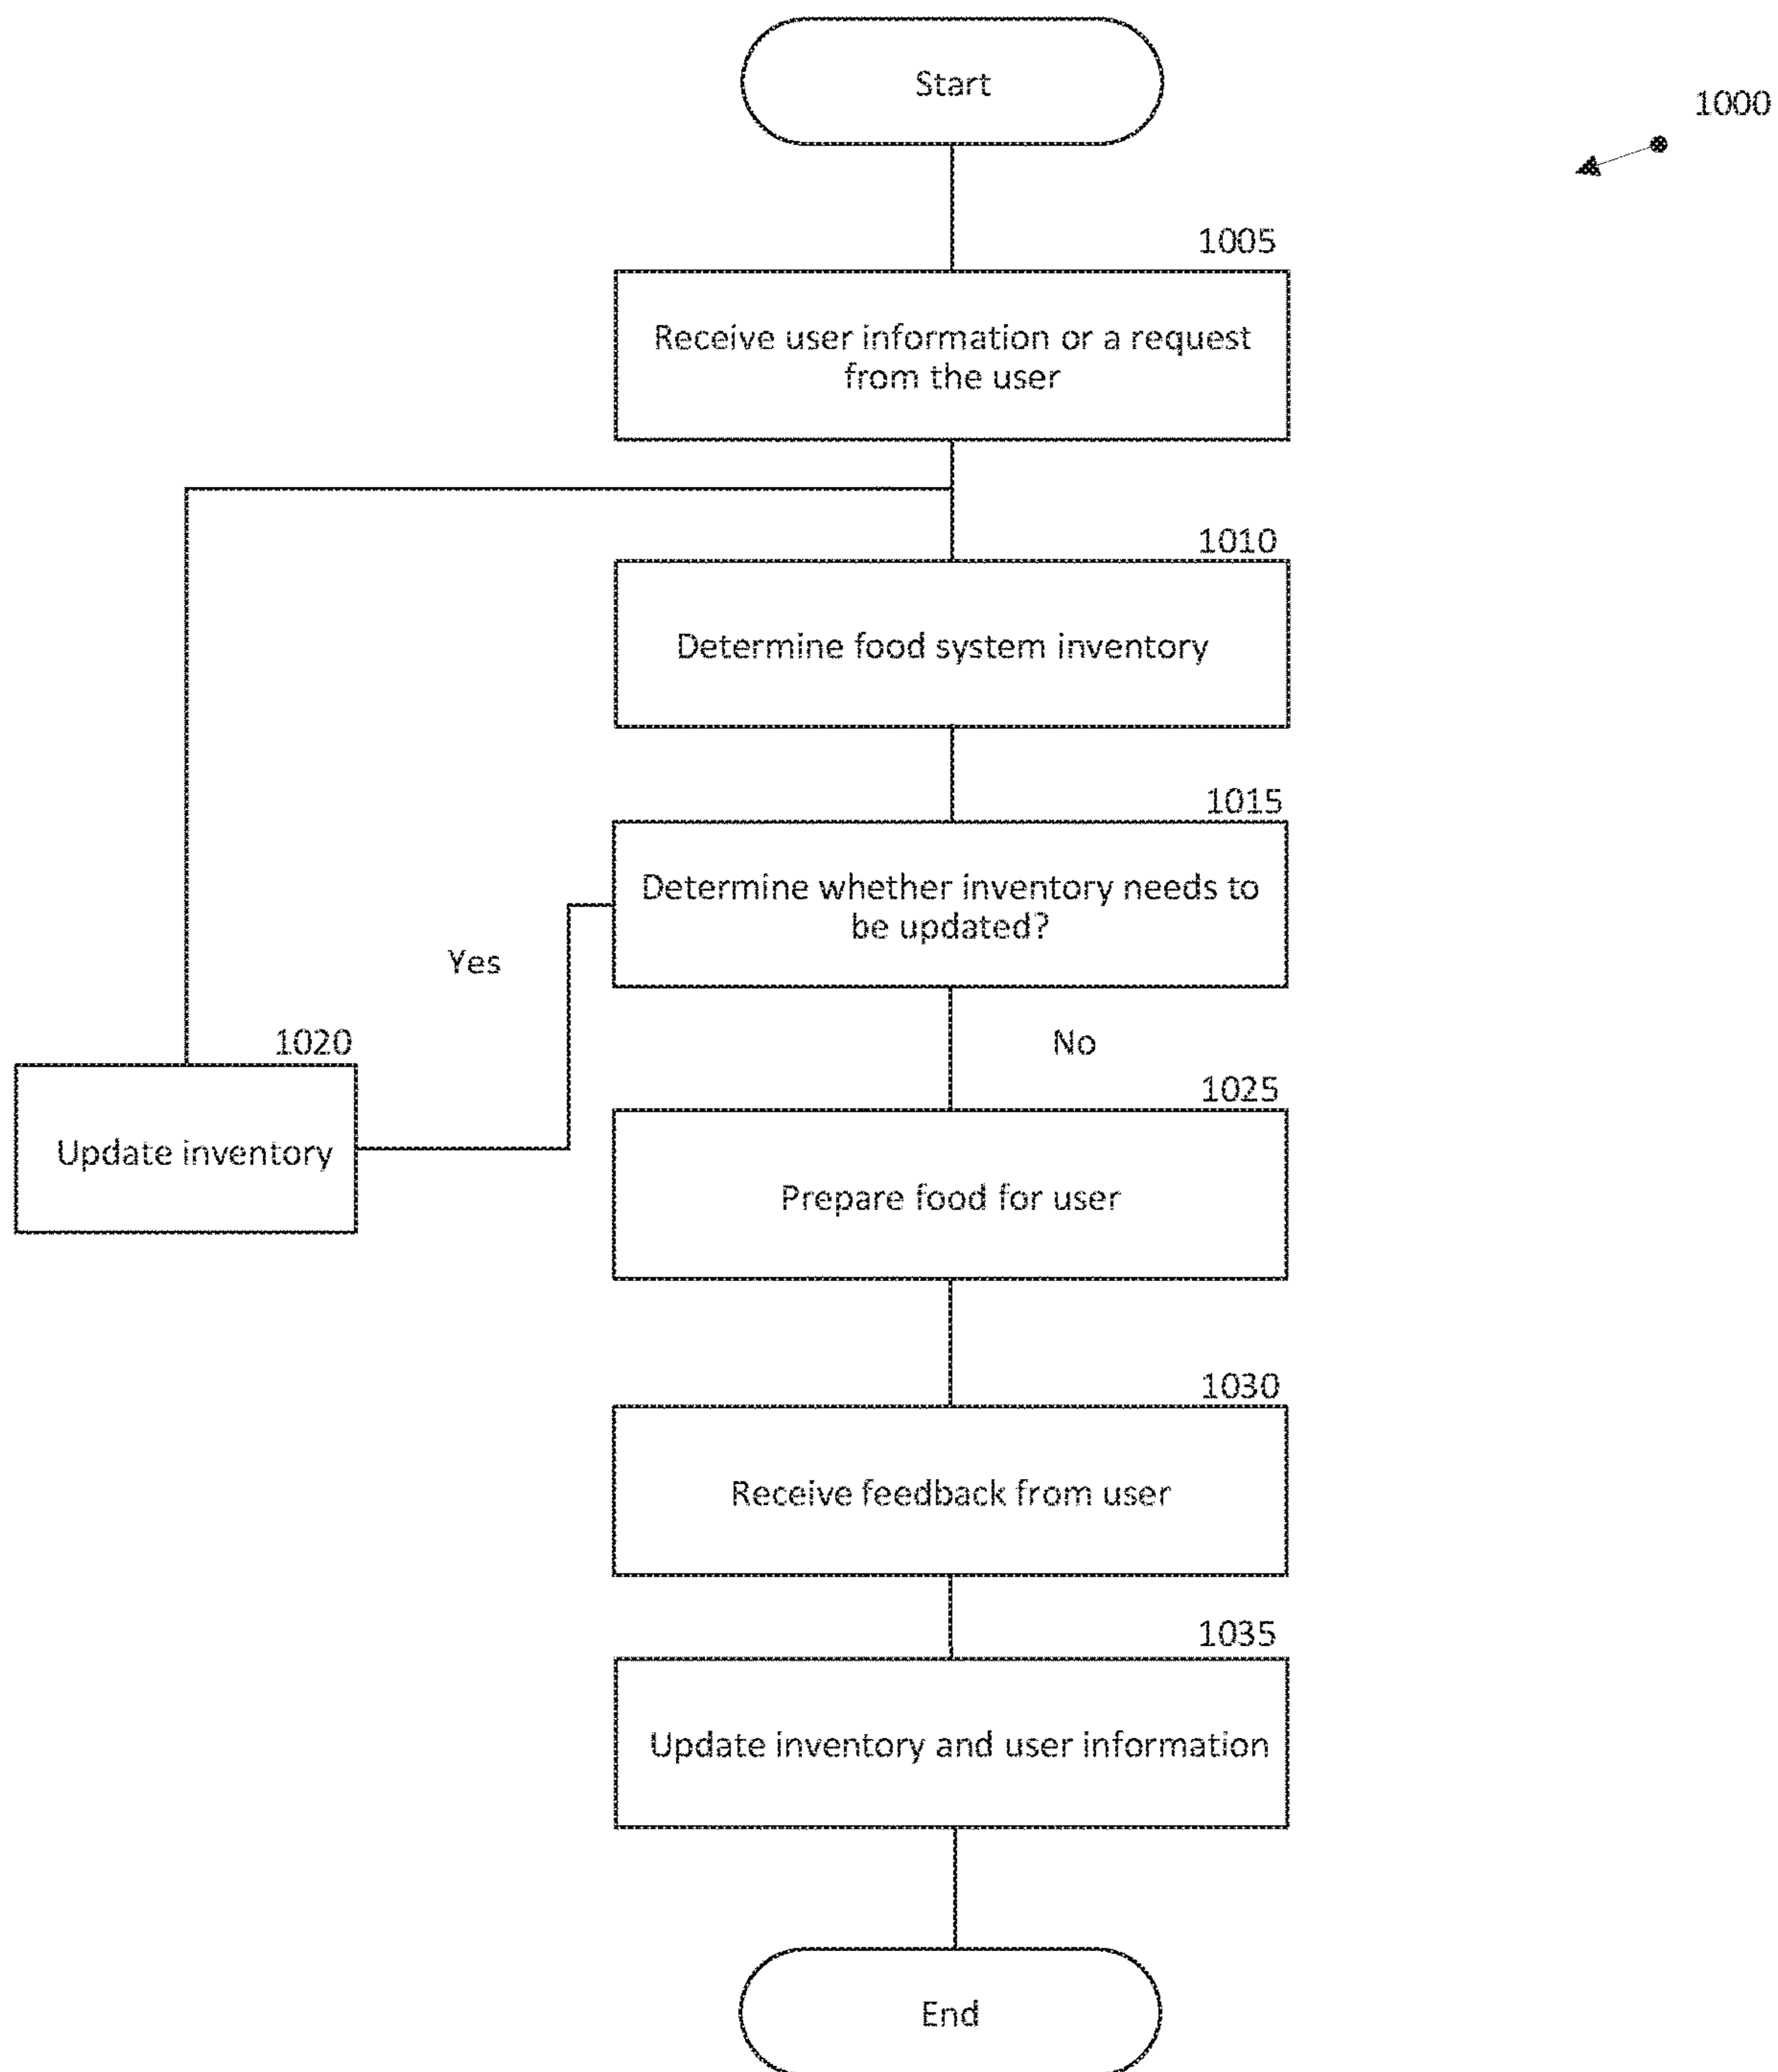 Start
1000
1005
Receive user information or a request
from the user
1010
Determine food system inventory
1015
Determine whether inventory needs to
be updated?
Yes
1020
No
1025
Update inventory
Prepare food for user
1030
Receive feedback from user
1035
Update inventory and user information
End